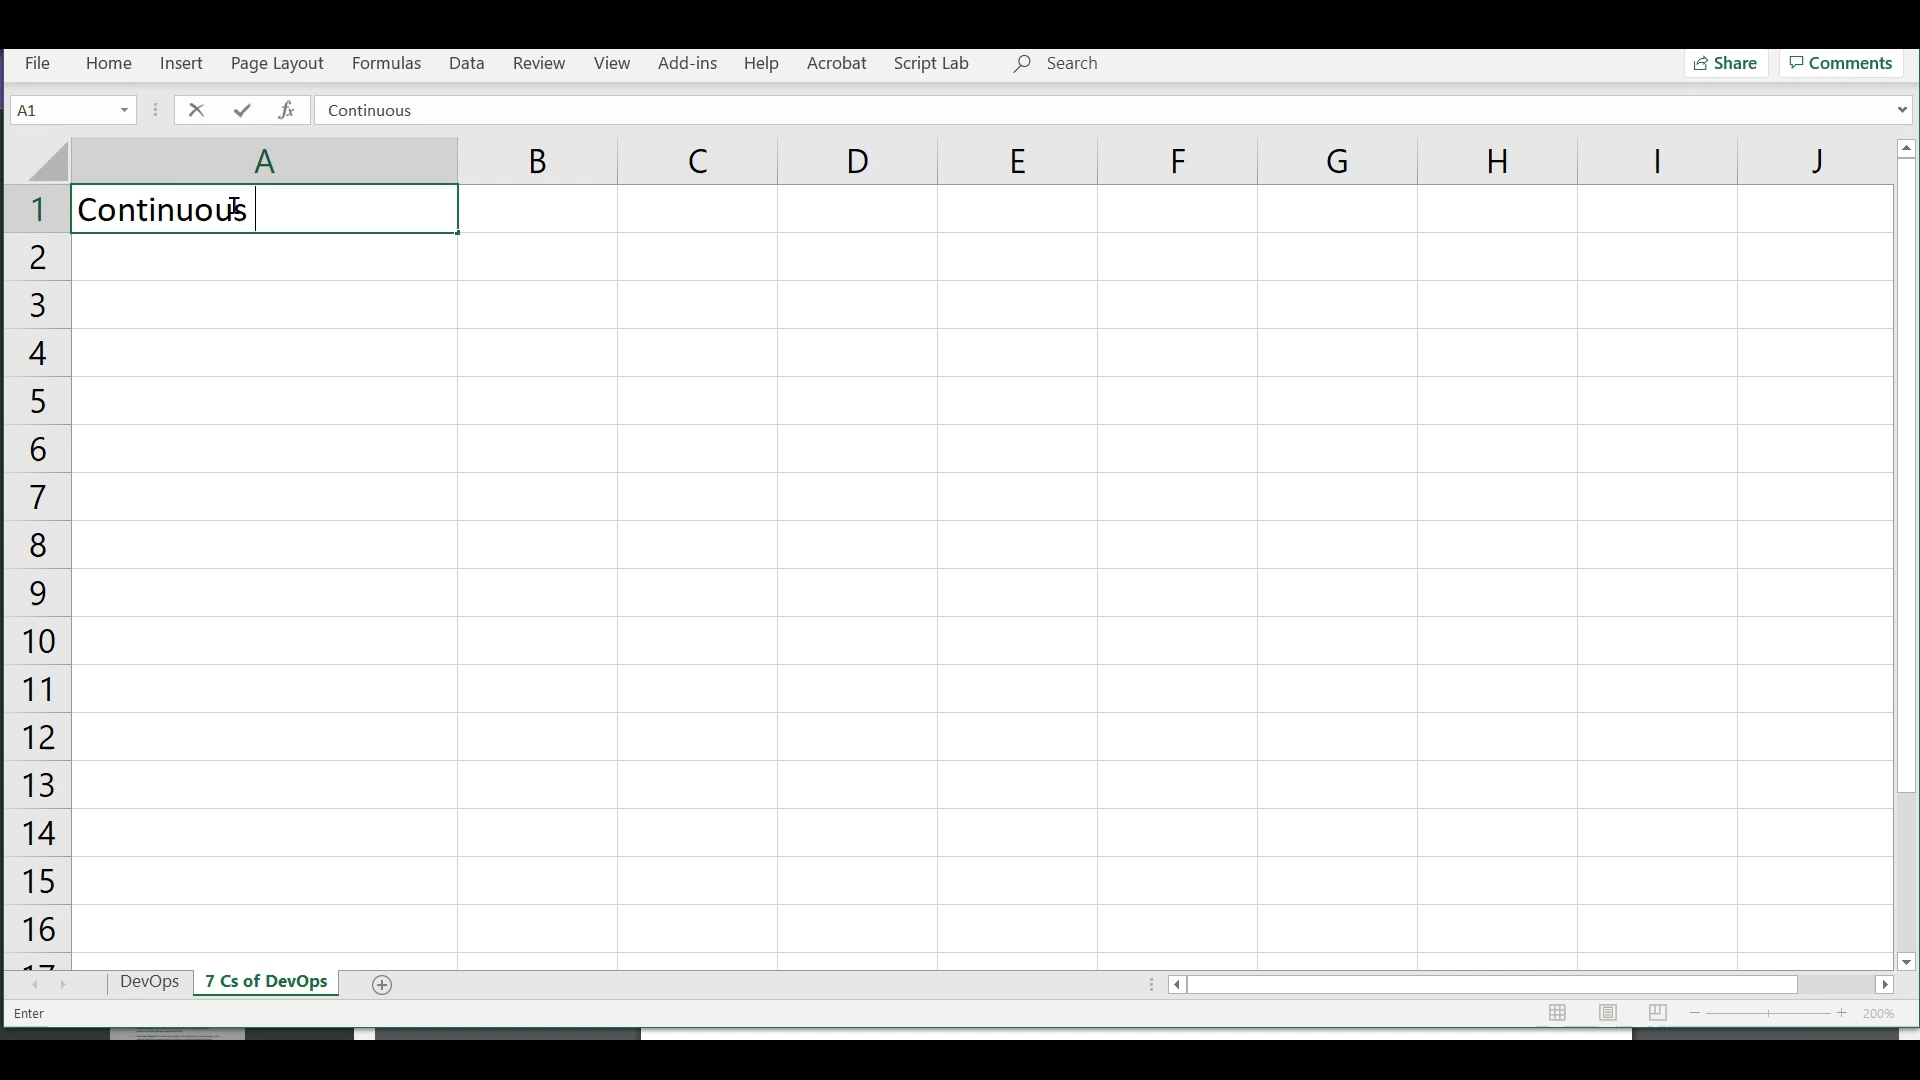 File Home Insert Page Layout Formulas Data Review View Add-ins Help Acrobat Script Lab Search Share Comments
A1 fx Continuous
A B C D E F G H I J
1 Continuous
2
3
4
5
6
7
8
9
10
11
12
13
14
15
16
17
DevOps 7 Cs of DevOps
Enter 200%